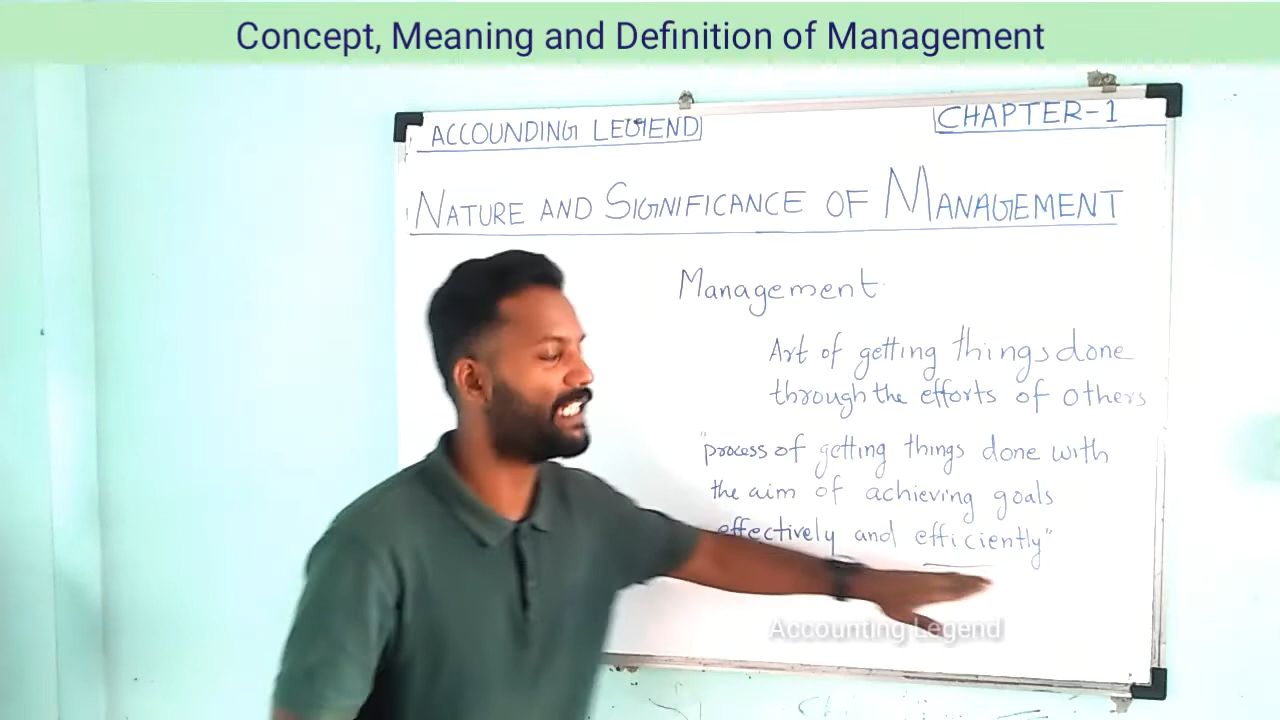 Concept, Meaning and Definition of Management
ACCOUNDING LEGEND
CHAPTER-1
NATURE AND SIGNIFICANCE OF MANAGEMENT
Management
Art of getting things done
through the efforts of others
"process of getting things done with
the aim of achieving goals
effectively and efficiently"
Accounting Legend